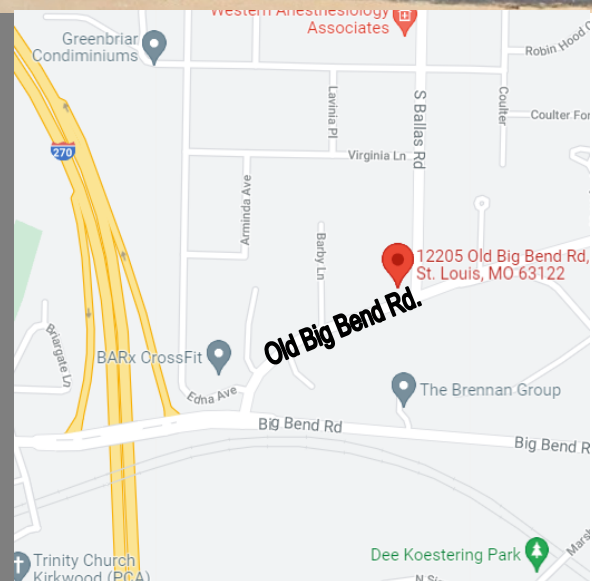 Western Anesthesiology
Associates
Greenbriar
Condiminiums
Robin Hood
Lavinia Pl
S Ballas Rd
Coulter
Coulter
270
Virginia Ln
Arminda Ave
Barby Ln
12205 Old Big Bend Rd,
St. Louis, MO 63122
Old Big Bend Rd.
Briargate Ln
BARx CrossFit
Edna Ave
The Brennan Group
Big Bend Rd
Big Bend R
Dee Koestering Park
Trinity Church
Kirkwood (PCA)